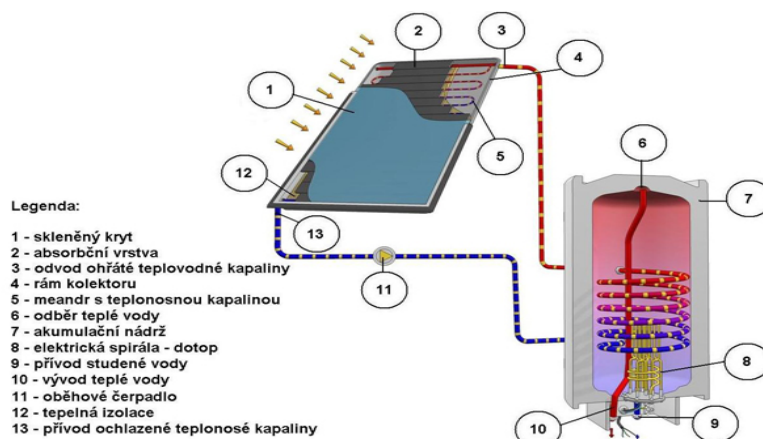 2
3
4
1
5
6
12
7
13
11
8
10
9
Legenda:
1 - skleněný kryt
2 - absorbční vrstva
3 - odvod ohřáté teplovodné kapaliny
4 - rám kolektoru
5 - meandr s teplonosnou kapalinou
6 - odběr teplé vody
7 - akumulační nádrž
8 - elektrická spirála - dotop
9 - přívod studené vody
10 - vývod teplé vody
11 - oběhové čerpadlo
12 - tepelná izolace
13 - přívod ochlazené teplonosé kapaliny